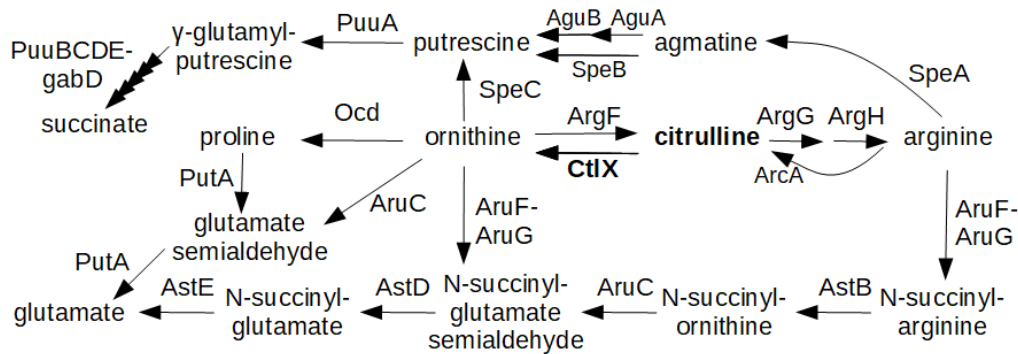 PuuBCDE-
gabD
γ-glutamyl-
putrescine
PuuA
putrescine
AguB
AguA
SpeB
agmatine
SpeA
succinate
SpeC
Ocd
proline
ornithine
ArgF
CtlX
citrulline
ArgG
ArgH
ArcA
arginine
PutA
glutamate
semialdehyde
AruC
AruF-
AruG
AruF-
AruG
PutA
glutamate
AstE
N-succinyl-
glutamate
AstD
N-succinyl-
glutamate
semialdehyde
AruC
N-succinyl-
ornithine
AstB
N-succinyl-
arginine